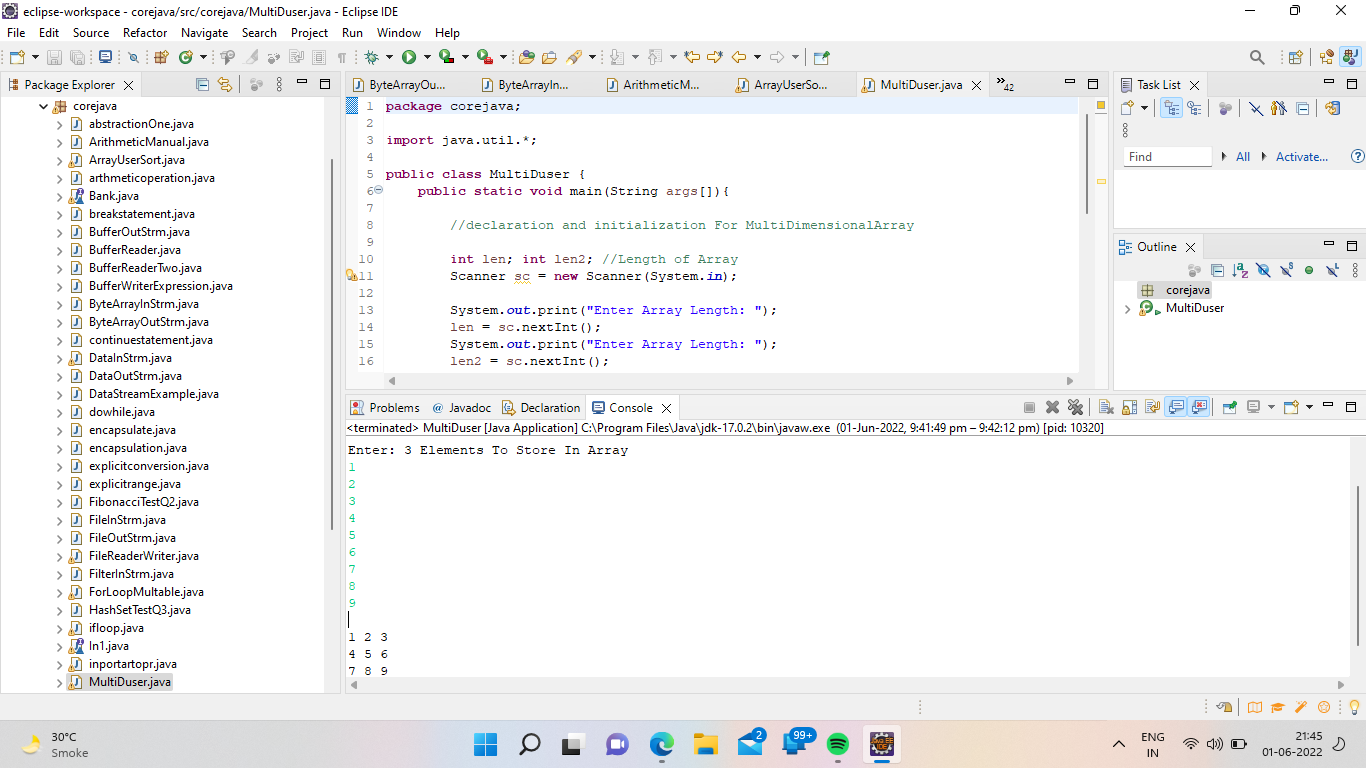 eclipse-workspace - corejava/src/corejava/MultiDuser.java - Eclipse IDE
File Edit Source Refactor Navigate Search Project Run Window Help
Package Explorer
corejava
abstractionOne.java
ArithmeticManual.java
ArrayUserSort.java
arthmeticoperation.java
Bank.java
breakstatement.java
BufferOutStrm.java
BufferReader.java
BufferReaderTwo.java
BufferWriterExpression.java
ByteArrayInStrm.java
ByteArrayOutStrm.java
continuestatement.java
DataInStrm.java
DataOutStrm.java
DataStreamExample.java
dowhile.java
encapsulate.java
encapsulation.java
explicitconversion.java
explicitrange.java
FibonacciTestQ2.java
FileInStrm.java
FileOutStrm.java
FileReaderWriter.java
FilterInStrm.java
ForLoopMultable.java
HashSetTestQ3.java
ifloop.java
In1.java
inportartopr.java
MultiDuser.java
ByteArrayOu... ByteArrayIn... ArithmeticM... ArrayUserSo... MultiDuser.java »42
1 package corejava;
2
3 import java.util.*;
4
5 public class MultiDuser {
6 public static void main(String args[]){
7
8 //declaration and initialization For MultiDimensionalArray
9
10 int len; int len2; //Length of Array
11 Scanner sc = new Scanner(System.in);
12
13 System.out.print("Enter Array Length: ");
14 len = sc.nextInt();
15 System.out.print("Enter Array Length: ");
16 len2 = sc.nextInt();
Problems @ Javadoc Declaration Console
<terminated> MultiDuser [Java Application] C:\Program Files\Java\jdk-17.0.2\bin\javaw.exe (01-Jun-2022, 9:41:49 pm – 9:42:12 pm) [pid: 10320]
Enter: 3 Elements To Store In Array
1
2
3
4
5
6
7
8
9
1 2 3
4 5 6
7 8 9
Task List
Find All Activate...
Outline
corejava
MultiDuser
30°C
Smoke
2
99+
Java EE
IDE
ENG
IN
21:45
01-06-2022